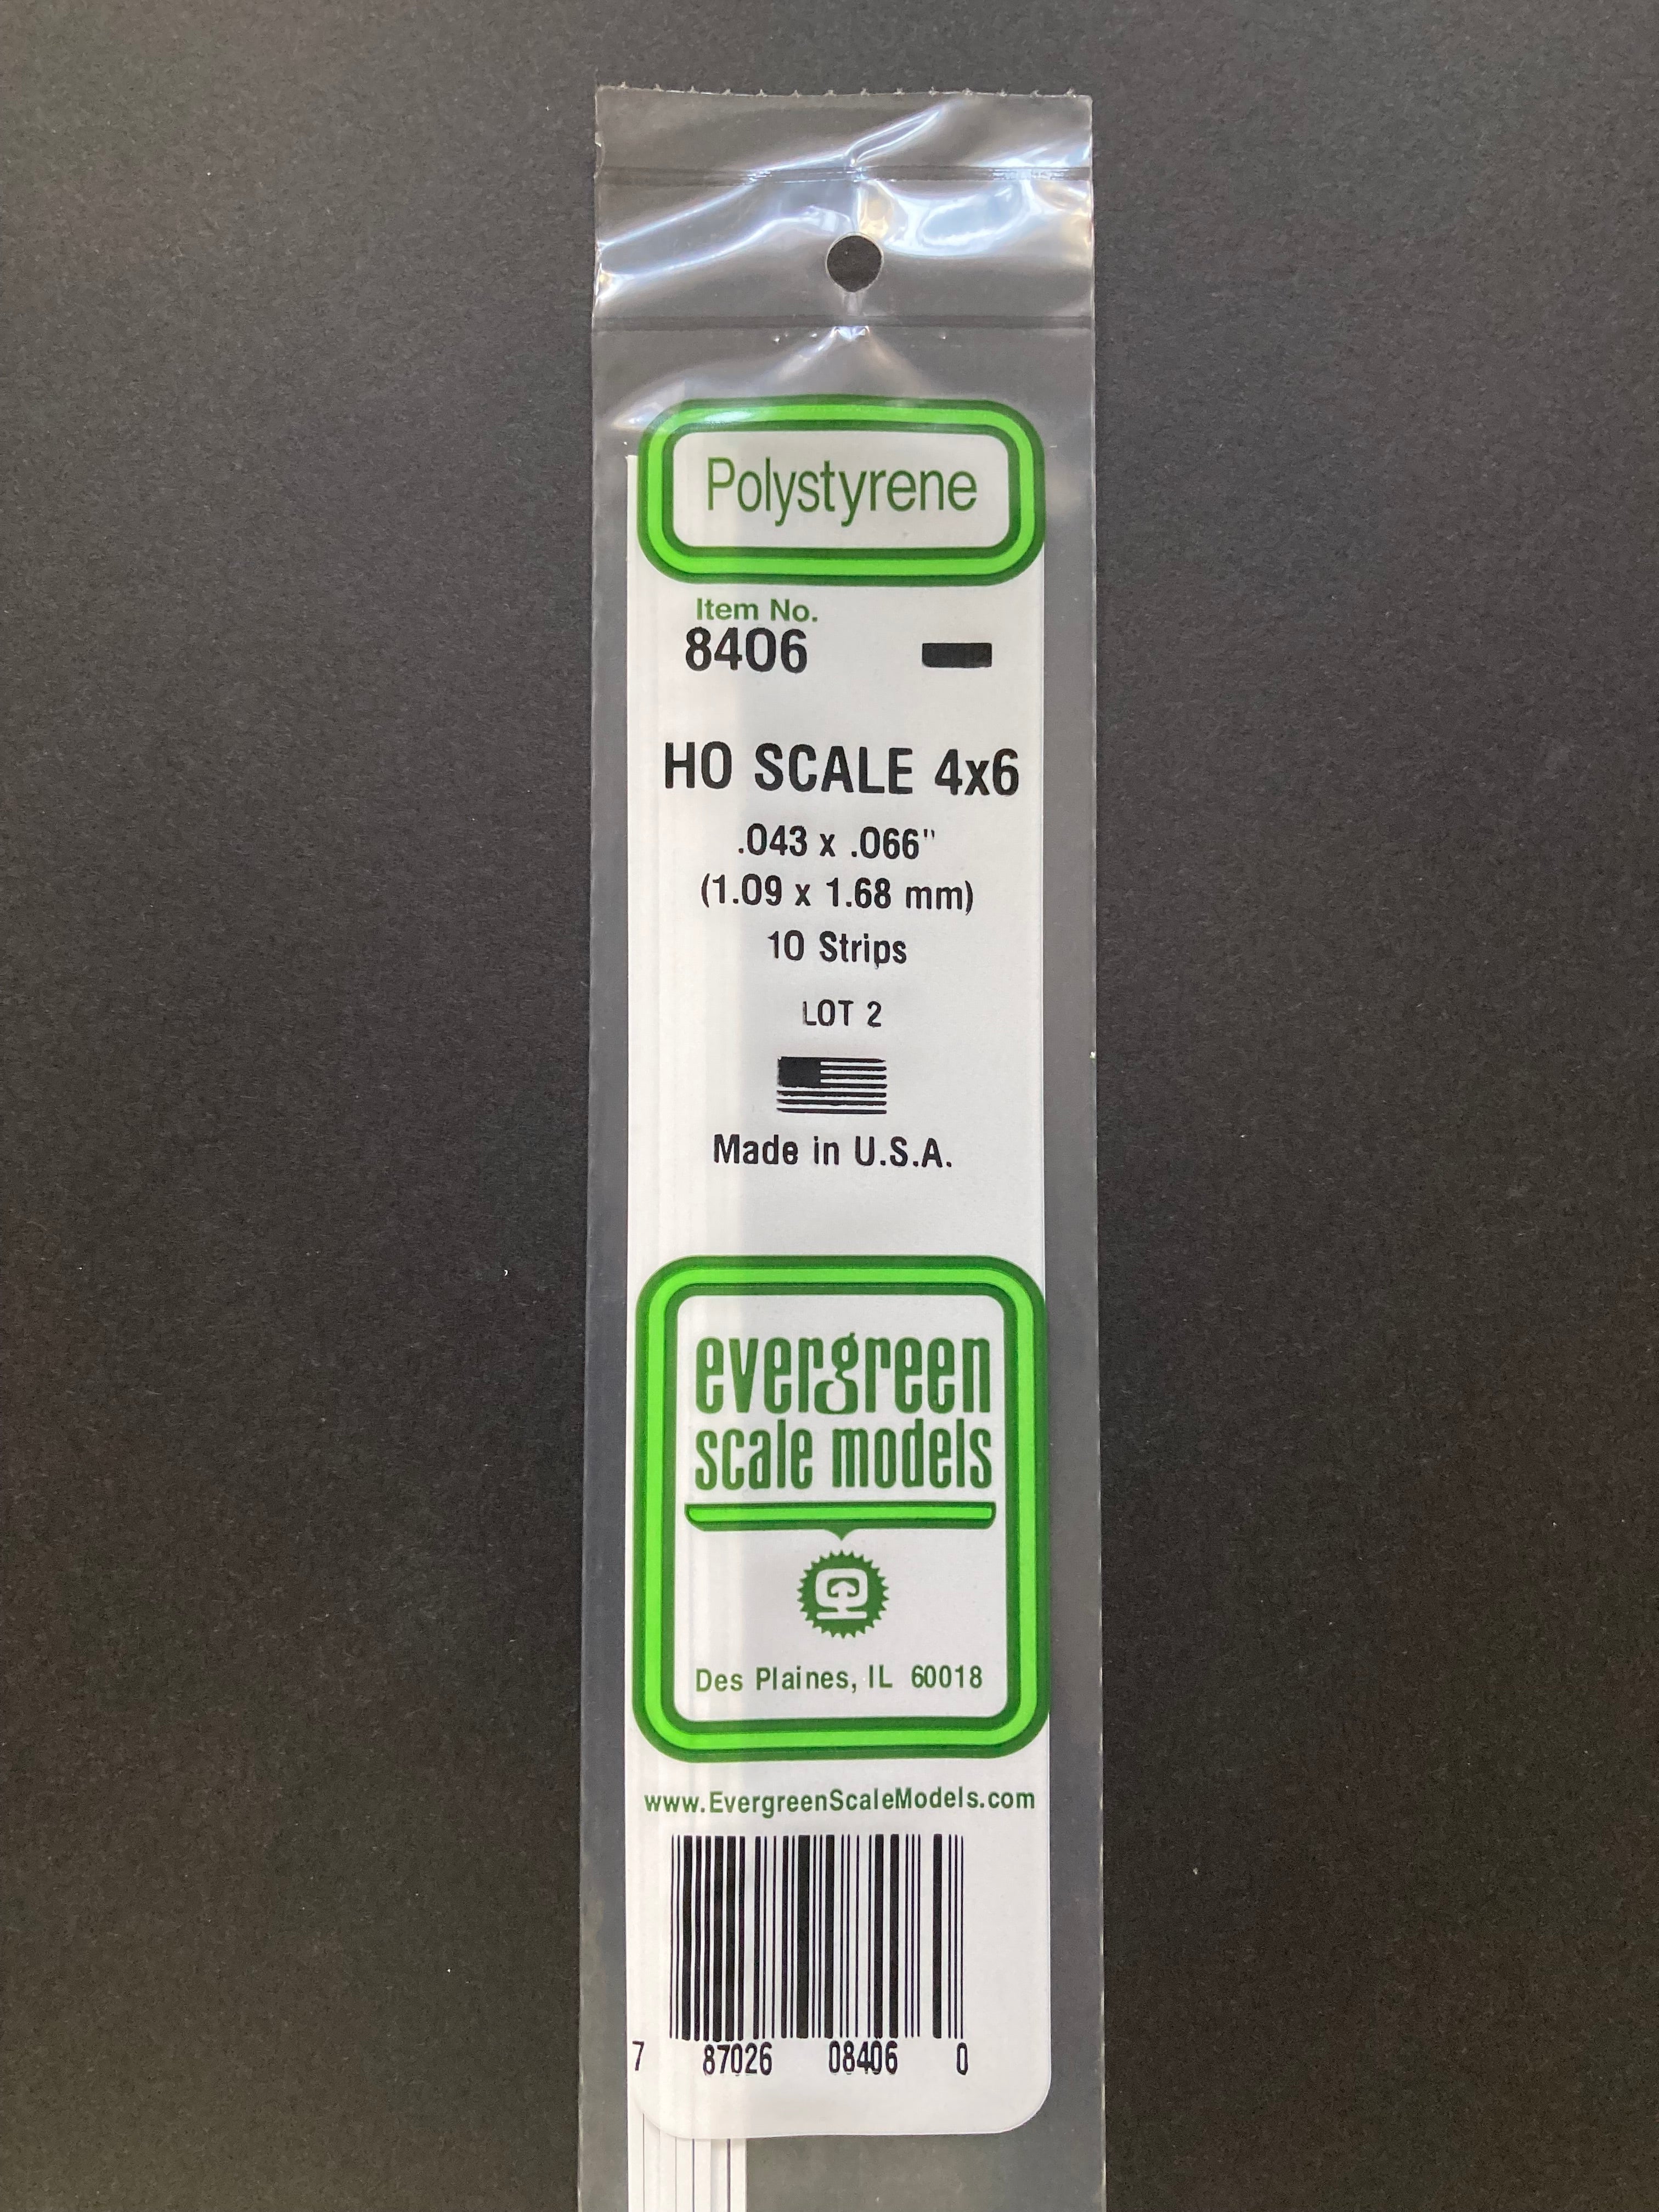 Polystyrene
Item No.
8406
HO SCALE 4x6
.043 x .066"
(1.09 x 1.68 mm)
10 Strips
LOT 2
Made in U.S.A.
evergreen
scale models
Des Plaines, IL 60018
www.EvergreenScaleModels.com
7 87026 08406 0